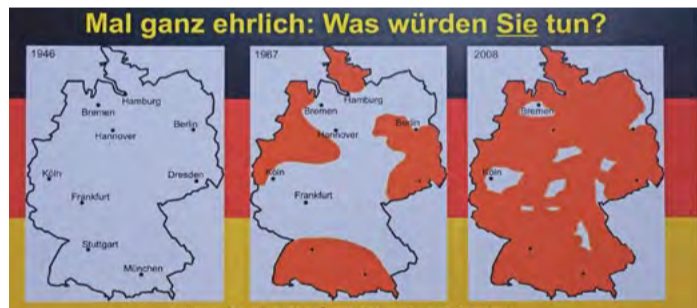 Mal ganz ehrlich: Was würden Sie tun?
1946
Hamburg
Bremen
Berlin
Hannover
Köln
Dresden
Frankfurt
Stuttgart
München
1967
Hamburg
Bremen
Berlin
Hannover
Köln
Frankfurt
2008
Bremen
Köln